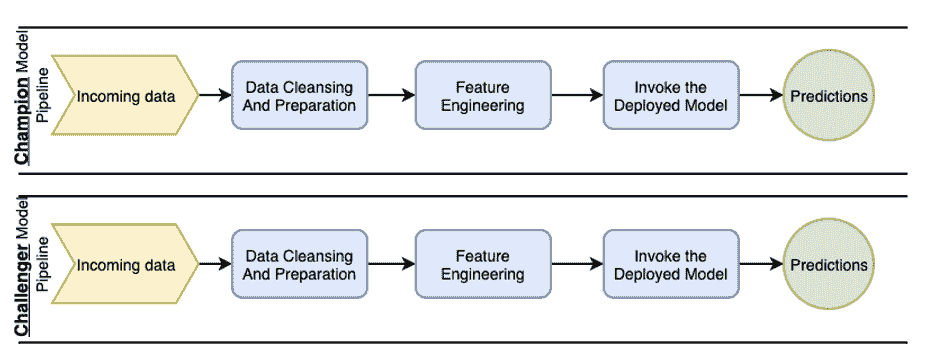 Champion Model
Pipeline
Incoming data
Data Cleansing
And Preparation
Feature
Engineering
Invoke the
Deployed Model
Predictions
Challenger Model
Pipeline
Incoming data
Data Cleansing
And Preparation
Feature
Engineering
Invoke the
Deployed Model
Predictions